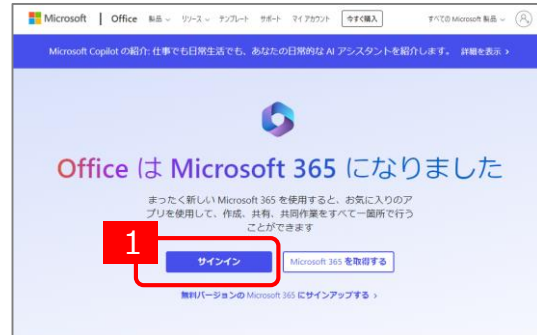 Microsoft | Office 製品 リソース テンプレート サポート マイ アカウント 今すぐ購入 すべての Microsoft 製品
Microsoft Copilot の紹介: 仕事でも日常生活でも、あなたの日常的な AI アシスタントを紹介します。 詳細を表示 >
Office は Microsoft 365 になりました
まったく新しい Microsoft 365 を使用すると、お気に入りのア
プリを使用して、作成、共有、共同作業をすべて一箇所で行う
ことができます
1
サインイン Microsoft 365 を取得する
無料バージョンの Microsoft 365 にサインアップする >